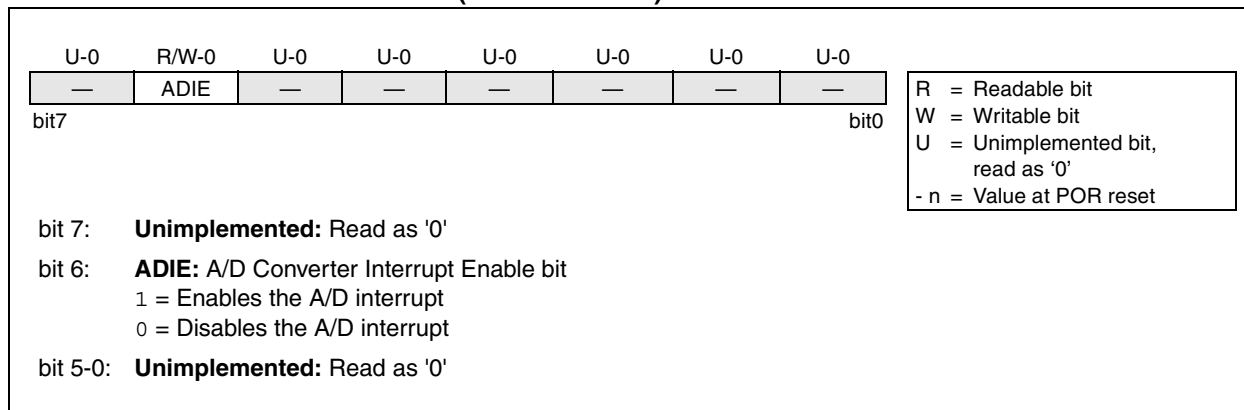 U-0 R/W-0 U-0 U-0 U-0 U-0 U-0 U-0
— ADIE — — — — — —
bit7 bit0
R = Readable bit
W = Writable bit
U = Unimplemented bit,
read as ‘0’
- n = Value at POR reset
bit 7: Unimplemented: Read as '0'
bit 6: ADIE: A/D Converter Interrupt Enable bit
1 = Enables the A/D interrupt
0 = Disables the A/D interrupt
bit 5-0: Unimplemented: Read as '0'